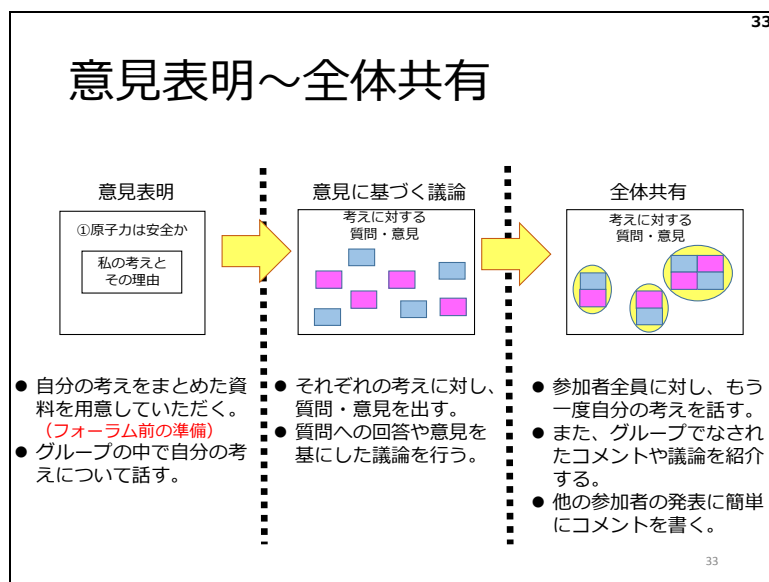 33
意見表明～全体共有
意見表明
①原子力は安全か
私の考えと
その理由
● 自分の考えをまとめた資
料を用意していただく。
（フォーラム前の準備）
● グループの中で自分の考
えについて話す。
意見に基づく議論
考えに対する
質問・意見
● それぞれの考えに対し、
質問・意見を出す。
● 質問への回答や意見を
基にした議論を行う。
全体共有
考えに対する
質問・意見
● 参加者全員に対し、もう
一度自分の考えを話す。
● また、グループでなされ
たコメントや議論を紹介
する。
● 他の参加者の発表に簡単
にコメントを書く。
33